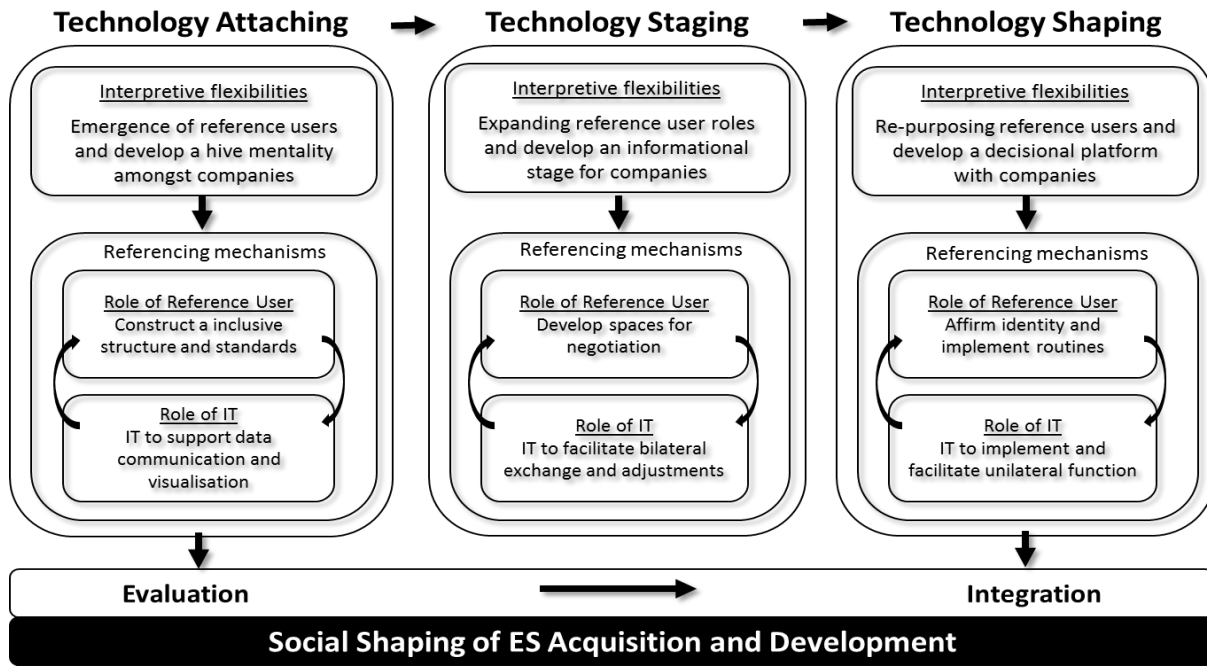 Technology Attaching
Technology Staging
Technology Shaping
Interpretive flexibilities
Emergence of reference users
and develop a hive mentality
amongst companies
Referencing mechanisms
Role of Reference User
Construct a inclusive
structure and standards
Role of IT
IT to support data
communication and
visualisation
Interpretive flexibilities
Expanding reference user roles
and develop an informational
stage for companies
Referencing mechanisms
Role of Reference User
Develop spaces for
negotiation
Role of IT
IT to facilitate bilateral
exchange and adjustments
Interpretive flexibilities
Re-purposing reference users and
develop a decisional platform
with companies
Referencing mechanisms
Role of Reference User
Affirm identity and
implement routines
Role of IT
IT to implement and
facilitate unilateral function
Evaluation
Integration
Social Shaping of ES Acquisition and Development